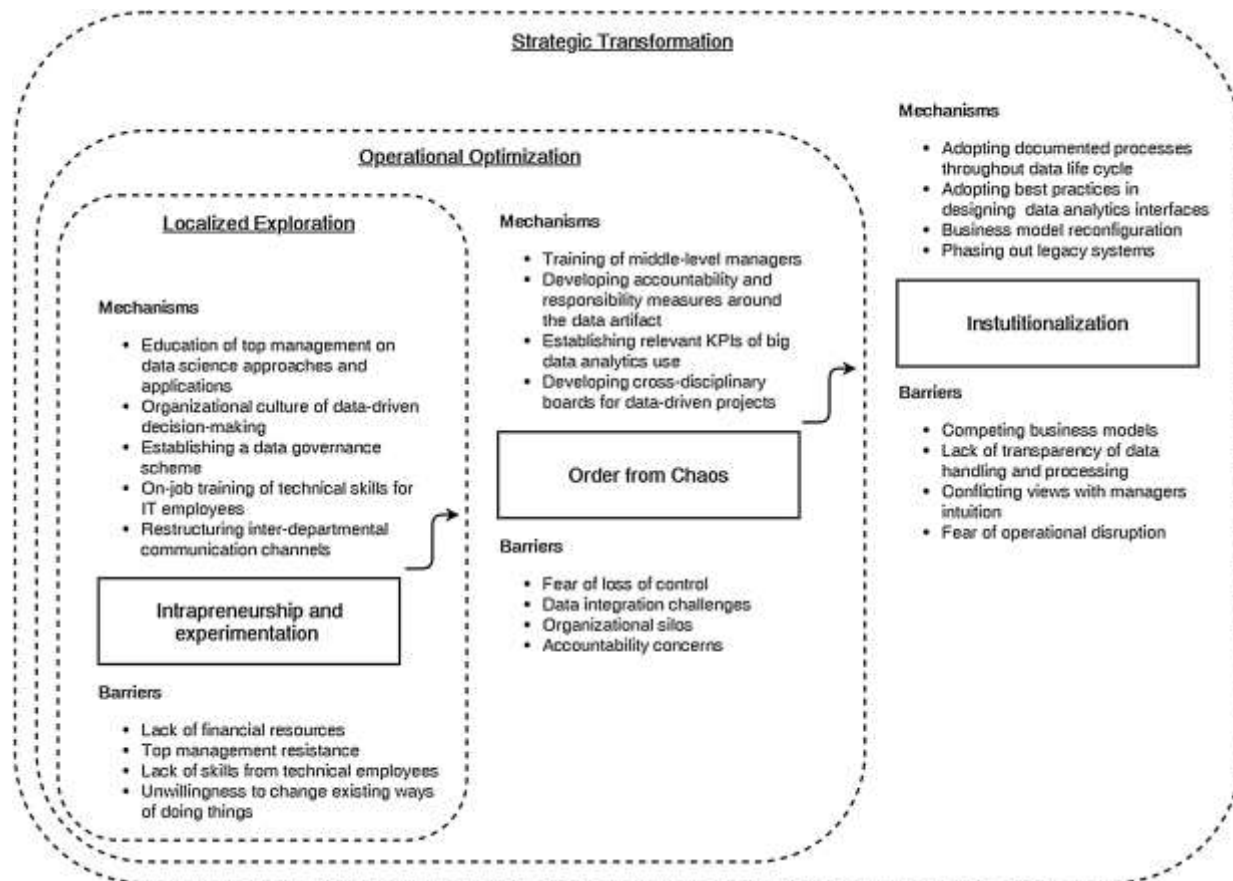 Strategic Transformation
Operational Optimization
Localized Exploration
Mechanisms
• Education of top management on
data science approaches and
applications
• Organizational culture of data-driven
decision-making
• Establishing a data governance
scheme
• On-job training of technical skills for
IT employees
• Restructuring inter-departmental
communication channels
Intrapreneurship and
experimentation
Barriers
• Lack of financial resources
• Top management resistance
• Lack of skills from technical employees
• Unwillingness to change existing ways
of doing things
Mechanisms
• Training of middle-level managers
• Developing accountability and
responsibility measures around
the data artifact
• Establishing relevant KPIs of big
data analytics use
• Developing cross-disciplinary
boards for data-driven projects
Order from Chaos
Barriers
• Fear of loss of control
• Data integration challenges
• Organizational silos
• Accountability concerns
Mechanisms
• Adopting documented processes
throughout data life cycle
• Adopting best practices in
designing data analytics interfaces
• Business model reconfiguration
• Phasing out legacy systems
Instutitionalization
Barriers
• Competing business models
• Lack of transparency of data
handling and processing
• Conflicting views with managers
intuition
• Fear of operational disruption